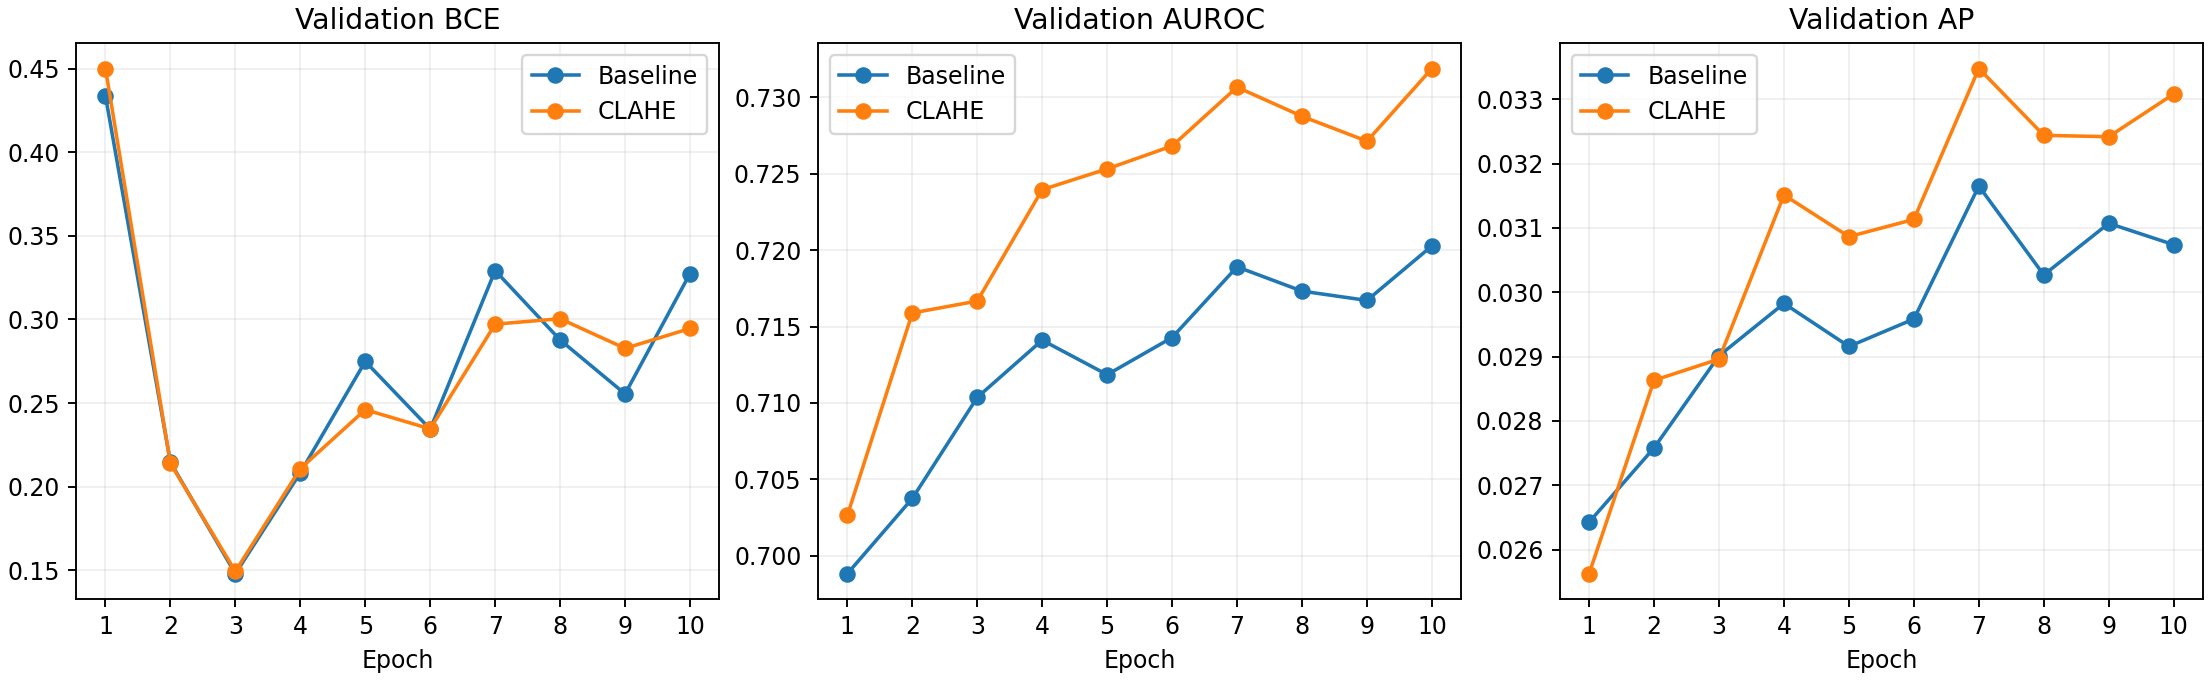 Validation BCE
0.45
0.40
0.35
0.30
0.25
0.20
0.15
1 2 3 4 5 6 7 8 9 10
Epoch
Baseline
CLAHE
Validation AUROC
0.730
0.725
0.720
0.715
0.710
0.705
0.700
1 2 3 4 5 6 7 8 9 10
Epoch
Baseline
CLAHE
Validation AP
0.033
0.032
0.031
0.030
0.029
0.028
0.027
0.026
1 2 3 4 5 6 7 8 9 10
Epoch
Baseline
CLAHE